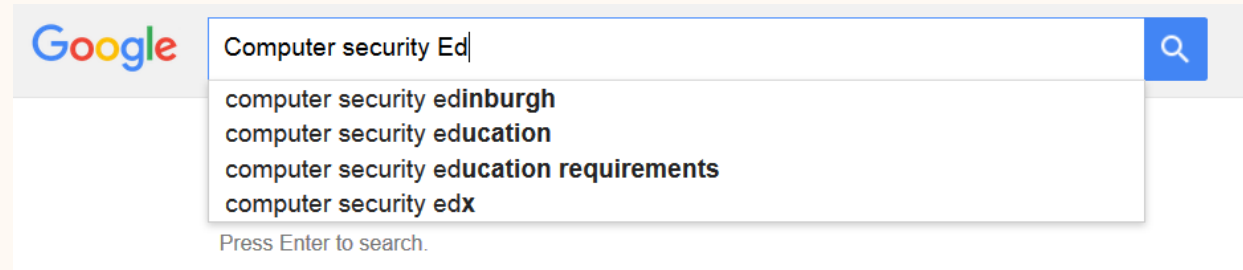 Google Computer security Ed
computer security edinburgh
computer security education
computer security education requirements
computer security edx
Press Enter to search.